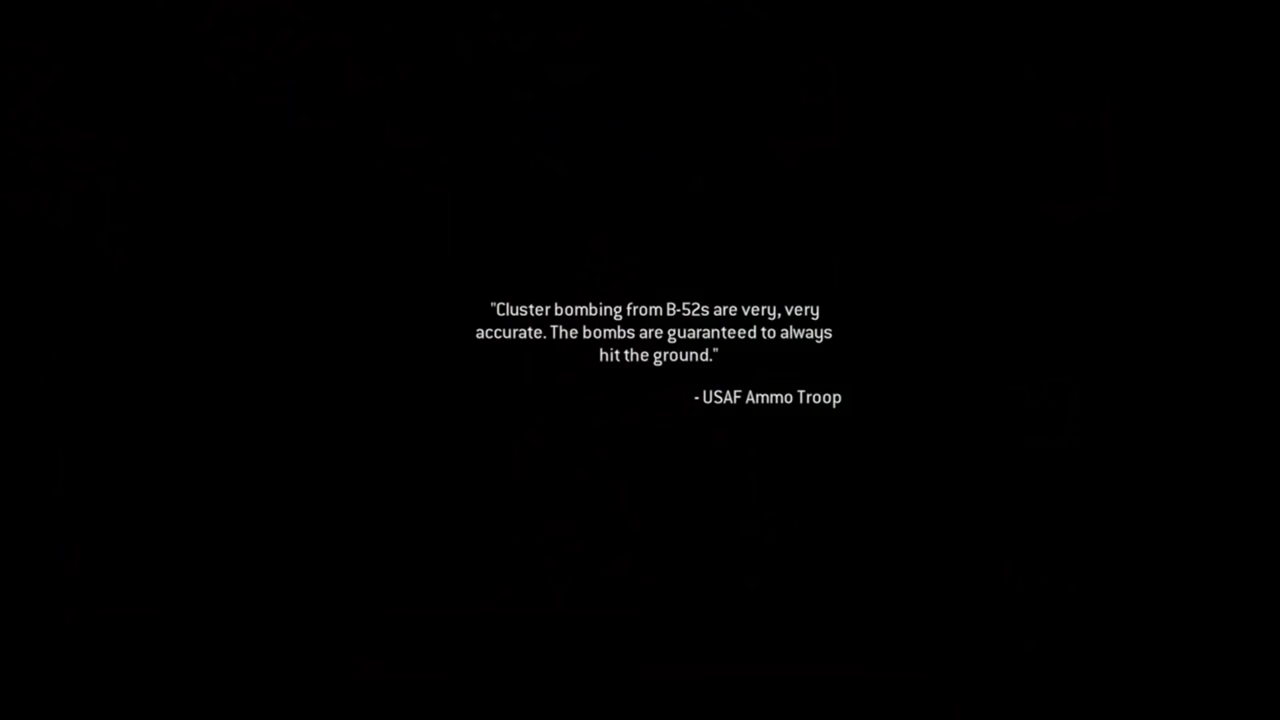 "Cluster bombing from B-52s are very, very
accurate. The bombs are guaranteed to always
hit the ground."
- USAF Ammo Troop